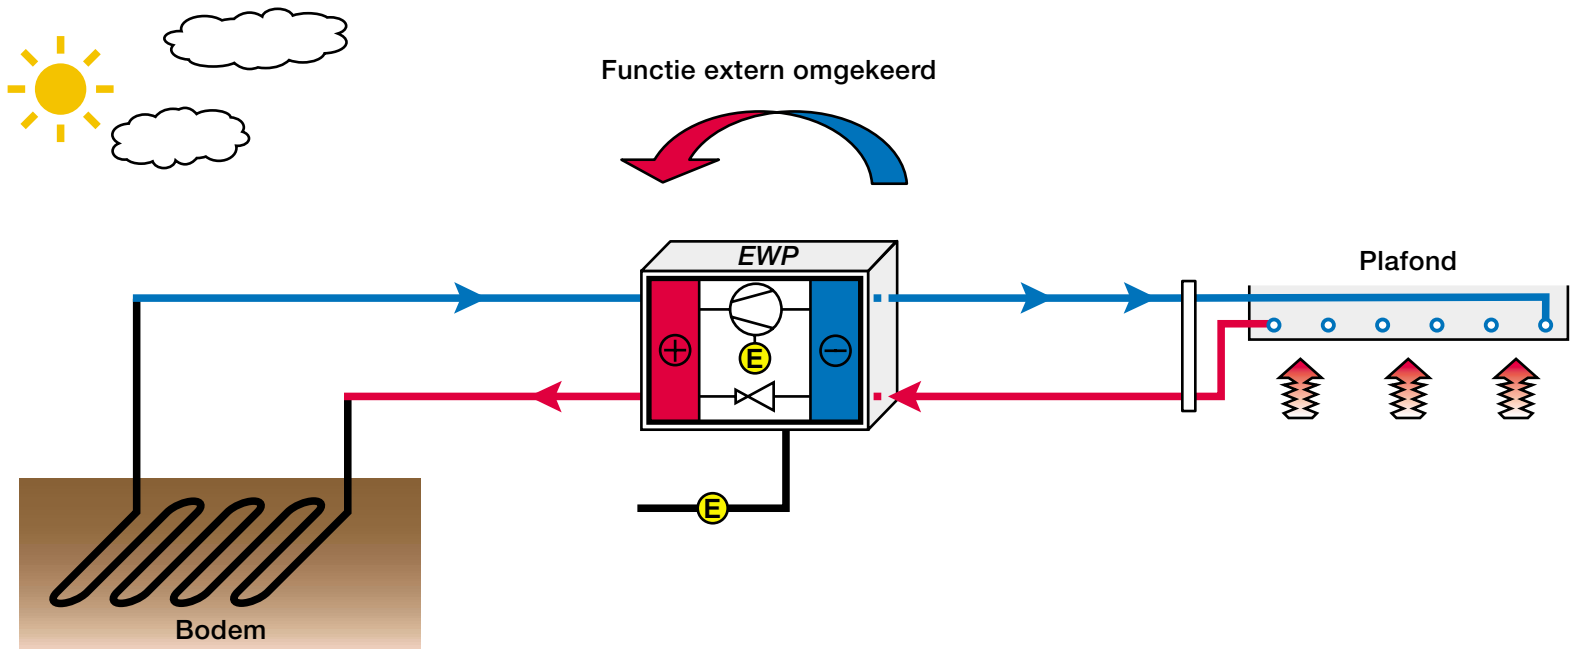 Functie extern omgekeerd
EWP
Plafond
+
E
−
E
Bodem